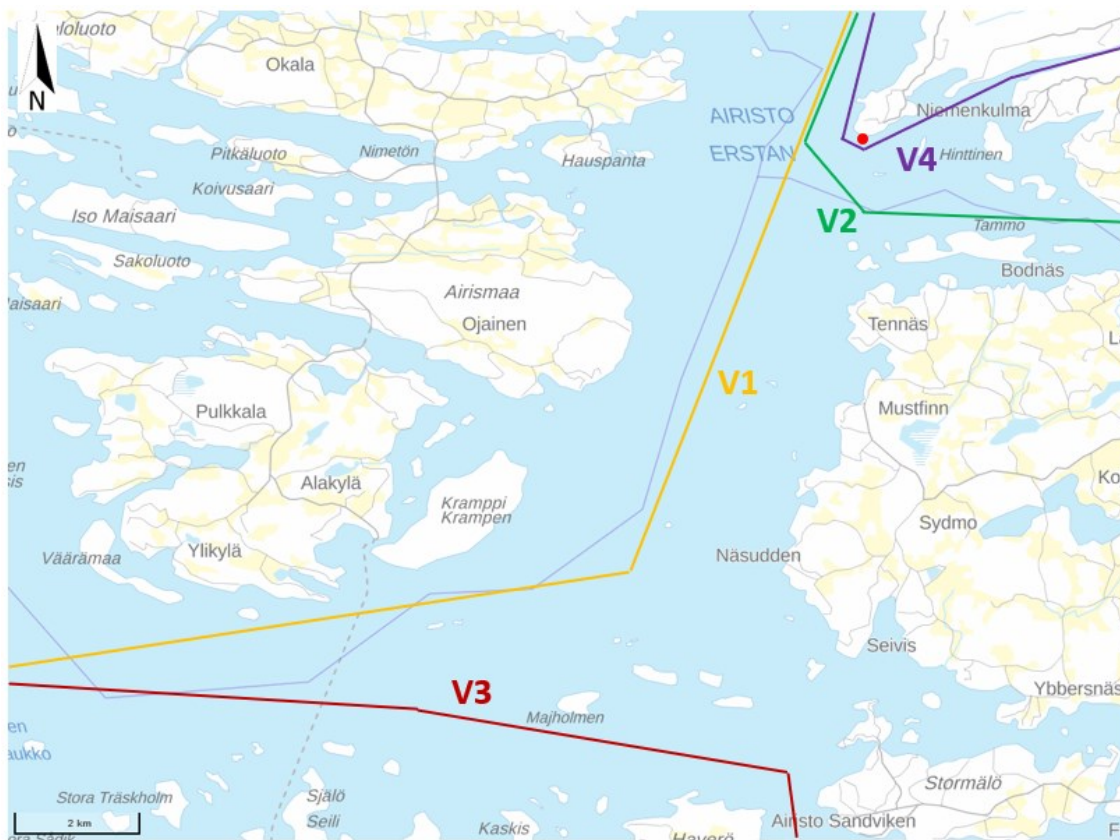 Okala
AIRISTO
ERSTAN
Niemenkulma
N
Pitkäluoto
Nimetön
Hauspanta
V4
Hinttinen
Koivusaari
Iso Maisaari
V2
Tammo
Sakoluoto
Bodnäs
Airismaa
Ojainen
Tennäs
V1
Pulkkala
Mustfinn
Alakylä
Kramppi
Krampen
Sydmo
Väärämaa
Ylikylä
Näsudden
Seivis
V3
Ybbersnäs
Majholmen
Stora Träskholm
Själö
Seili
Stormälö
2 km
Kaskis
Sandviken